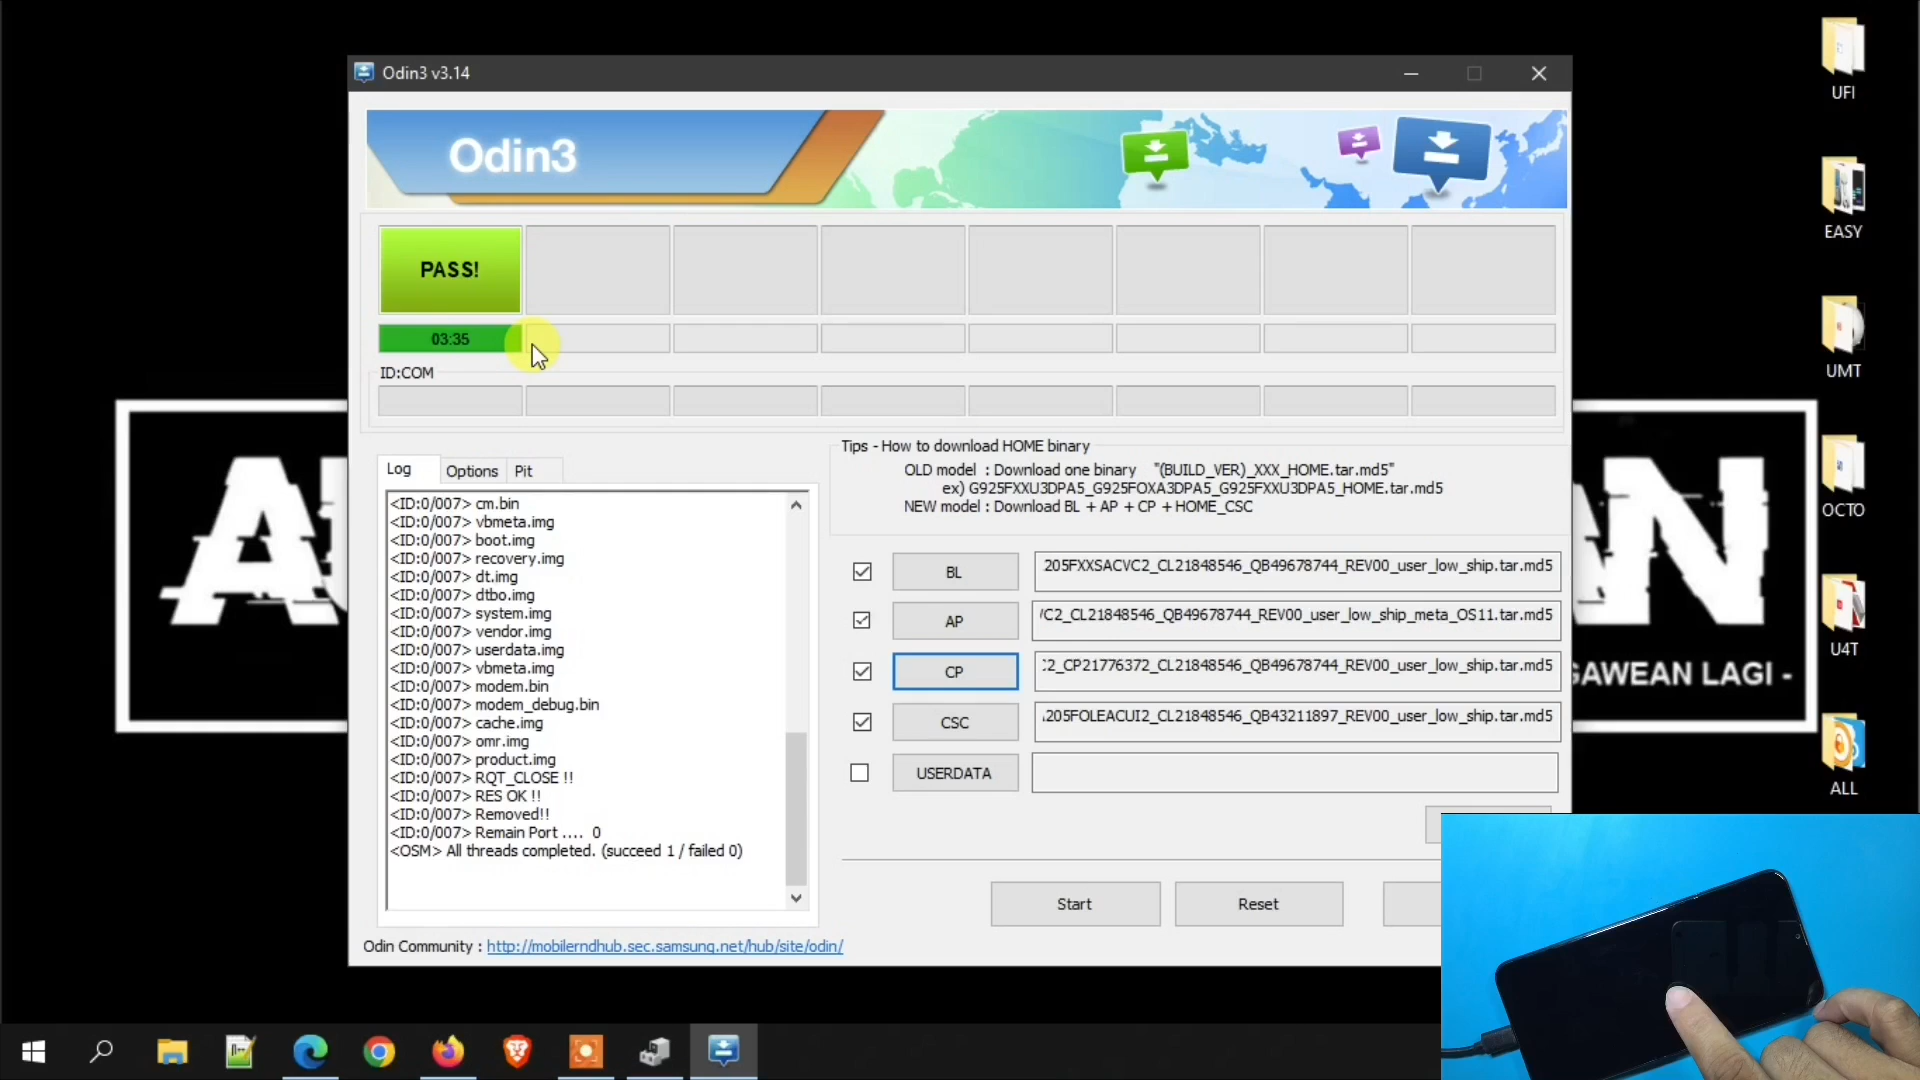 Odin3 v3.14
UFI
Odin3
PASS!
EASY
03:35
ID:COM
UMT
Log
Options
Pit
Tips - How to download HOME binary
OLD model : Download one binary "(BUILD_VER)_XXX_HOME.tar.md5"
ex) G925FXXU3DPA5_G925FOXA3DPA5_G925FXXU3DPA5_HOME.tar.md5
NEW model : Download BL + AP + CP + HOME_CSC
OCTO
<ID:0/007> cm.bin
<ID:0/007> vbmeta.img
<ID:0/007> boot.img
<ID:0/007> recovery.img
<ID:0/007> dt.img
<ID:0/007> dtbo.img
<ID:0/007> system.img
<ID:0/007> vendor.img
<ID:0/007> userdata.img
<ID:0/007> vbmeta.img
<ID:0/007> modem.bin
<ID:0/007> modem_debug.bin
<ID:0/007> cache.img
<ID:0/007> omr.img
<ID:0/007> product.img
<ID:0/007> RQT_CLOSE !!
<ID:0/007> RES OK !!
<ID:0/007> Removed!!
<ID:0/007> Remain Port .... 0
<OSM> All threads completed. (succeed 1 / failed 0)
BL
205FXXSACVC2_CL21848546_QB49678744_REV00_user_low_ship.tar.md5
AP
VC2_CL21848546_QB49678744_REV00_user_low_ship_meta_OS11.tar.md5
CP
C2_CP21776372_CL21848546_QB49678744_REV00_user_low_ship.tar.md5
CSC
A205FOLEACUI2_CL21848546_QB43211897_REV00_user_low_ship.tar.md5
USERDATA
U4T
GAWEAN LAGI -
ALL
Start
Reset
Odin Community : http://mobilerndhub.sec.samsung.net/hub/site/odin/